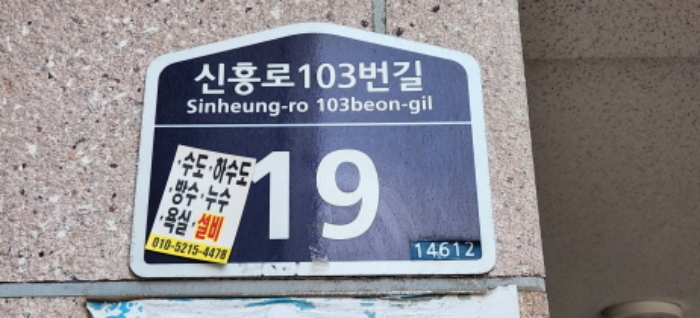 신흥로103번길
Sinheung-ro 103beon-gil
19
·수도·하수도
·방수·누수
·욕실·설비
010-5215-4478
14612